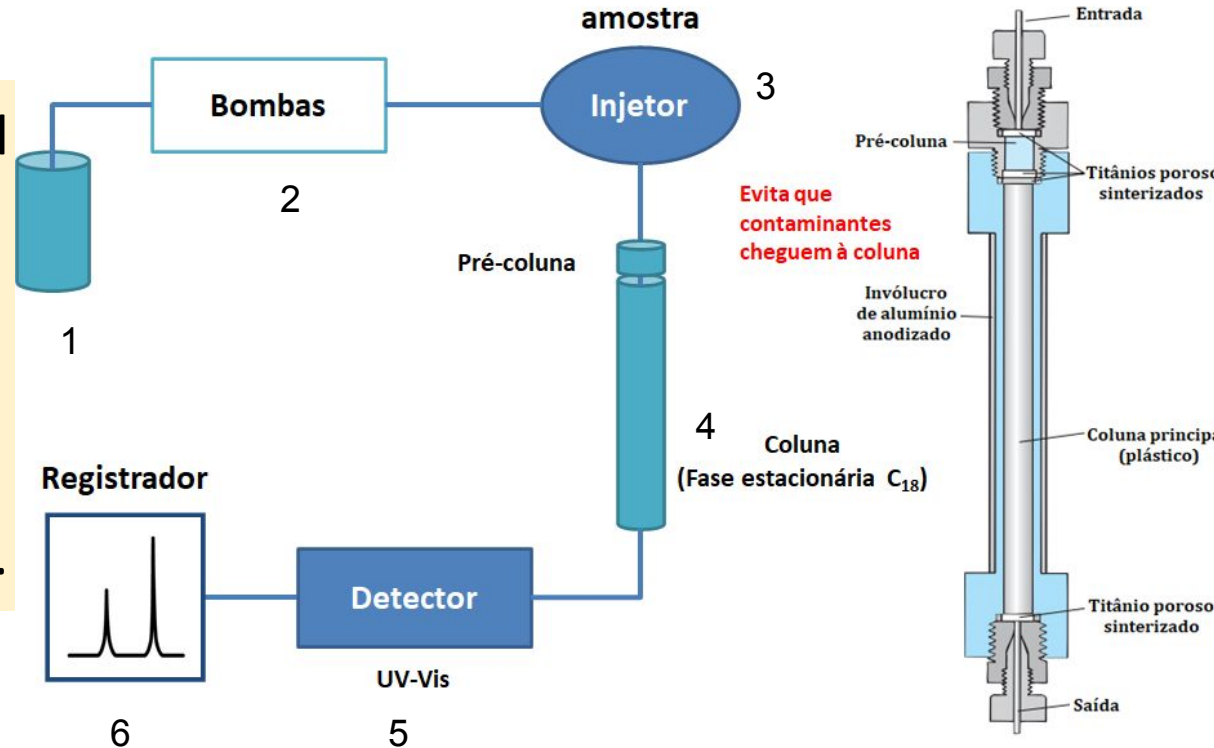 amostra
Bombas
Injetor
3
2
1
Pré-coluna
Evita que
contaminantes
cheguem à coluna
4
Coluna
(Fase estacionária C₁₈)
Registrador
Detector
UV-Vis
6
5
Entrada
Pré-coluna
Titânios poroso
sinterizados
Invólucro
de alumínio
anodizado
Coluna principa
(plástico)
Titânio poroso
sinterizado
Saída